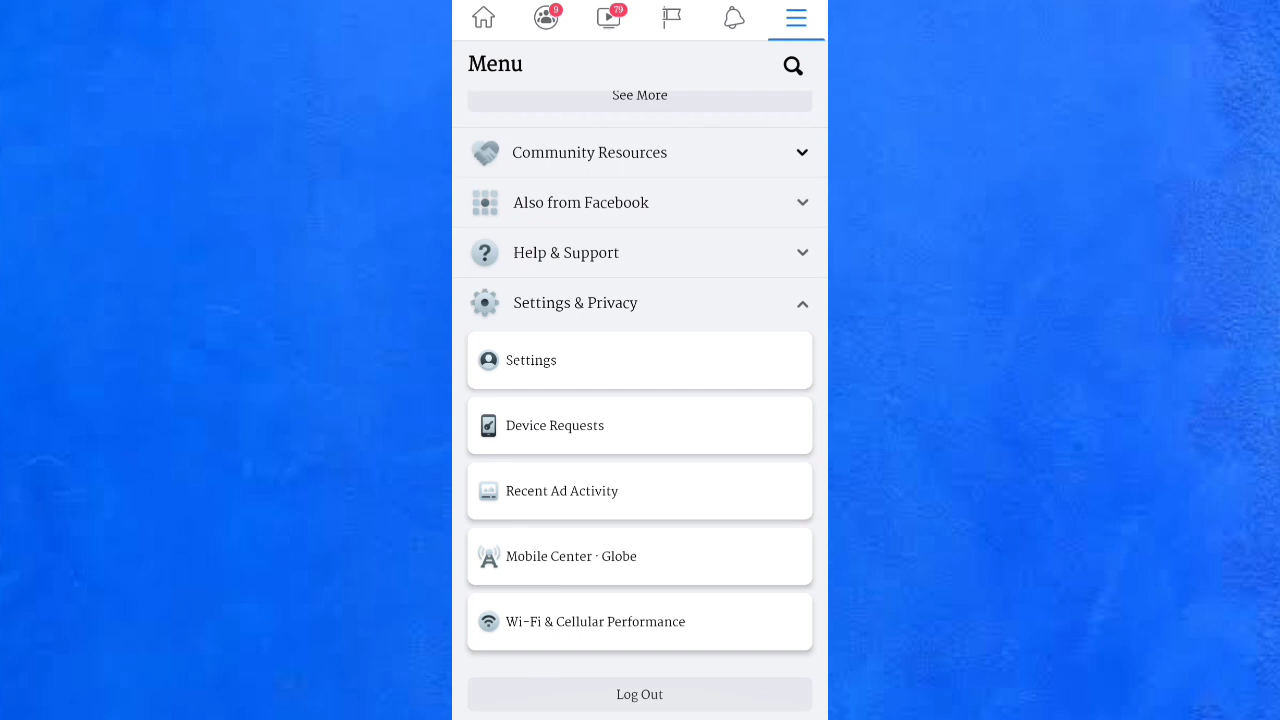 9
79
Menu
See More
Community Resources
Also from Facebook
Help & Support
Settings & Privacy
Settings
Device Requests
Recent Ad Activity
Mobile Center · Globe
Wi-Fi & Cellular Performance
Log Out